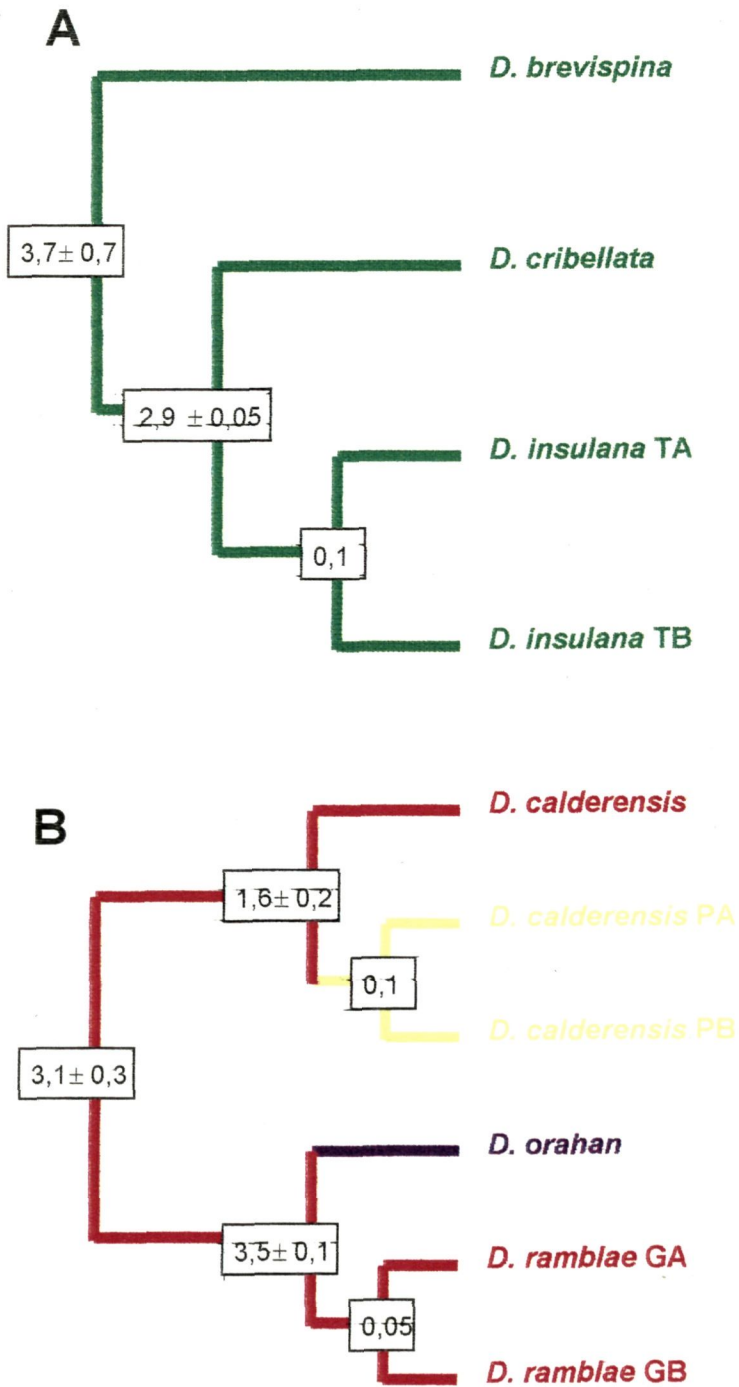 A
D. brevispina
3,7± 0,7
D. cribellata
2,9 ±0,05
D. insulana TA
0,1
D. insulana TB
B
D. calderensis
1,6± 0,2
D. calderensis PA
0,1
D. calderensis PB
3,1± 0,3
D. orahan
3,5± 0,1
D. ramblae GA
0,05
D. ramblae GB